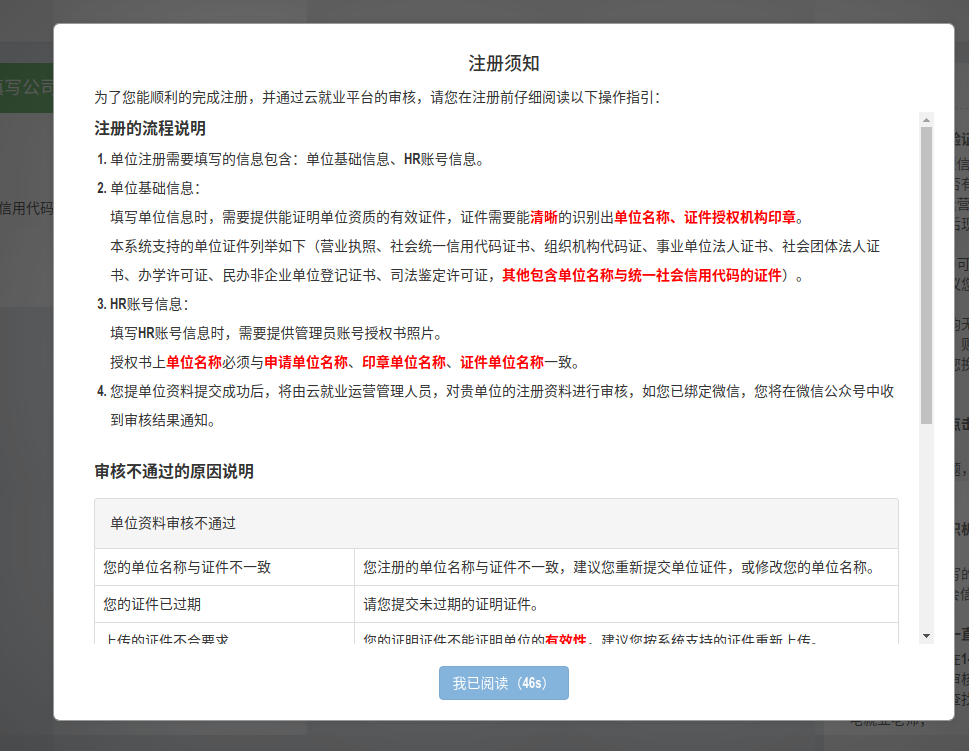 注册须知
为了您能顺利的完成注册，并通过云就业平台的审核，请您在注册前仔细阅读以下操作指引：
注册的流程说明
1. 单位注册需要填写的信息包含：单位基础信息、HR账号信息。
2. 单位基础信息：
填写单位信息时，需要提供能证明单位资质的有效证件，证件需要能清晰的识别出单位名称、证件授权机构印章。
本系统支持的单位证件列举如下（营业执照、社会统一信用代码证书、组织机构代码证、事业单位法人证书、社会团体法人证
书、办学许可证、民办非企业单位登记证书、司法鉴定许可证，其他包含单位名称与统一社会信用代码的证件）。
3. HR账号信息：
填写HR账号信息时，需要提供管理员账号授权书照片。
授权书上单位名称必须与申请单位名称、印章单位名称、证件单位名称一致。
4. 您提单位资料提交成功后，将由云就业运营管理人员，对贵单位的注册资料进行审核，如您已绑定微信，您将在微信公众号中收
到审核结果通知。
审核不通过的原因说明
单位资料审核不通过
您的单位名称与证件不一致 您注册的单位名称与证件不一致，建议您重新提交单位证件，或修改您的单位名称。
您的证件已过期 请您提交未过期的证明证件。
上传的证件不合要求 您的证明证件不能证明单位的有效性，建议您按系统支持的证件重新上传。
我已阅读（46s）
写公司
信用代码